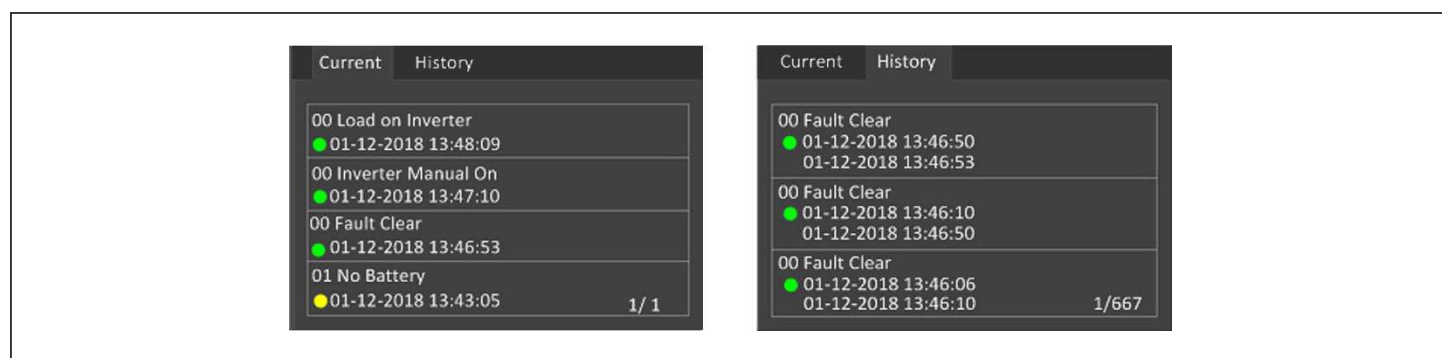 Current History
00 Load on Inverter
01-12-2018 13:48:09
00 Inverter Manual On
01-12-2018 13:47:10
00 Fault Clear
01-12-2018 13:46:53
01 No Battery
01-12-2018 13:43:05 1/ 1
Current History
00 Fault Clear
01-12-2018 13:46:50
01-12-2018 13:46:53
00 Fault Clear
01-12-2018 13:46:10
01-12-2018 13:46:50
00 Fault Clear
01-12-2018 13:46:06
01-12-2018 13:46:10 1/667